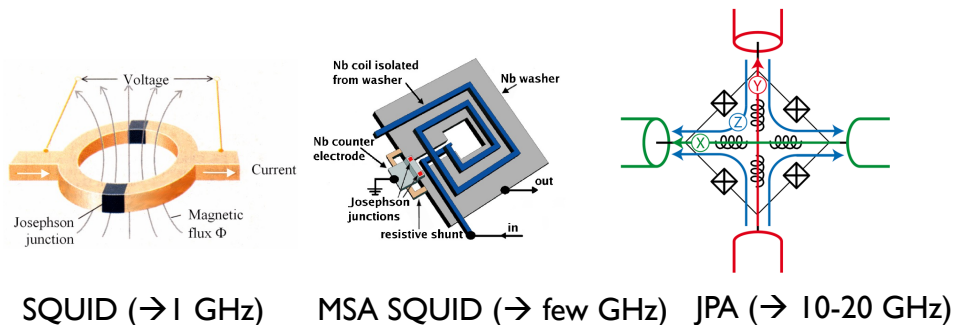 Voltage
Current
Josephson
junction
Magnetic
flux Φ
Nb coil isolated
from washer
Nb washer
Nb counter
electrode
out
Josephson
junctions
resistive shunt
in
Y
Z
X
SQUID (→1 GHz)
MSA SQUID (→ few GHz)
JPA (→ 10-20 GHz)